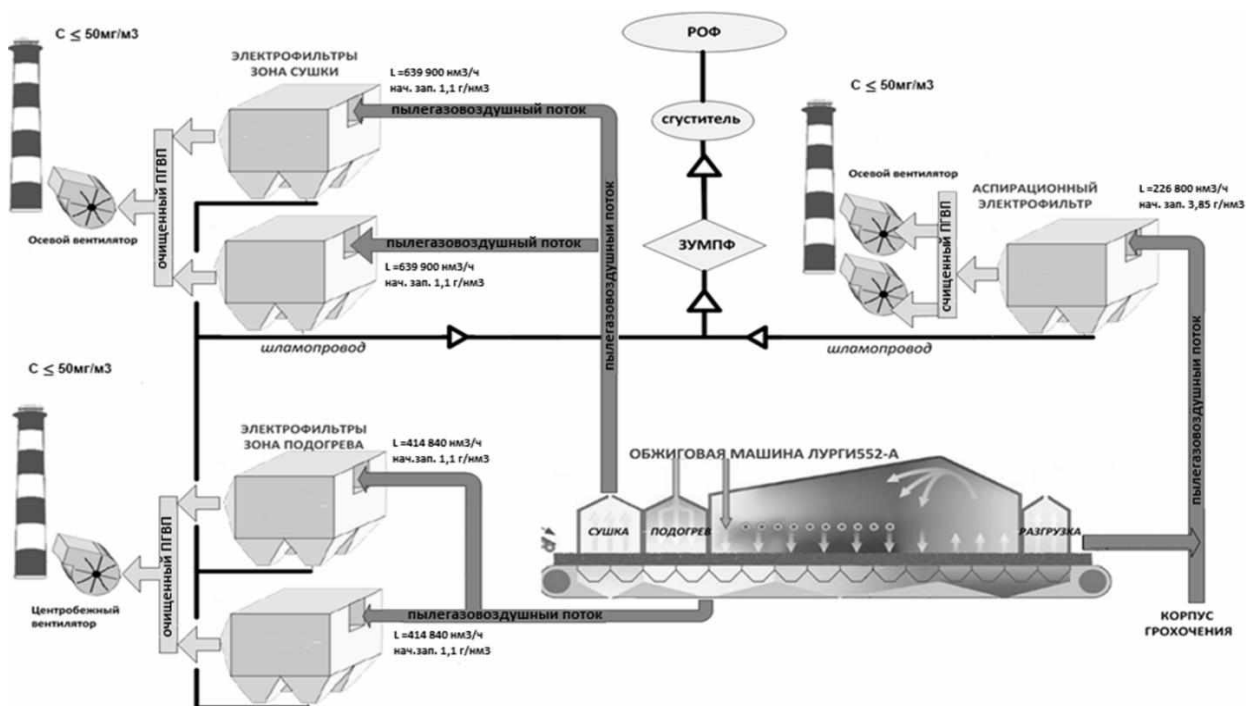 С ≤ 50мг/м3
ЭЛЕКТРОФИЛЬТРЫ
ЗОНА СУШКИ
L =639 900 нм3/ч
нач. зап. 1,1 г/нм3
пылегазовоздушный поток
очищенный ПГВП
Осевой вентилятор
пылегазовоздушный поток
L =639 900 нм3/ч
нач. зап. 1,1 г/нм3
шламопровод
пылегазовоздушный поток
РОФ
сгуститель
ЗУМПФ
С ≤ 50мг/м3
Осевой вентилятор
очищенный ПГВП
АСПИРАЦИОННЫЙ
ЭЛЕКТРОФИЛЬТР
L =226 800 нм3/ч
нач. зап. 3,85 г/нм3
шламопровод
пылегазовоздушный поток
С ≤ 50мг/м3
ЭЛЕКТРОФИЛЬТРЫ
ЗОНА ПОДОГРЕВА
L =414 840 нм3/ч
нач.зап. 1,1 г/нм3
очищенный ПГВП
Центробежный
вентилятор
пылегазовоздушный поток
L =414 840 нм3/ч
нач.зап. 1,1 г/нм3
ОБЖИГОВАЯ МАШИНА ЛУРГИ552-А
СУШКА
ПОДОГРЕВ
РАЗГРУЗКА
КОРПУС
ГРОХОЧЕНИЯ